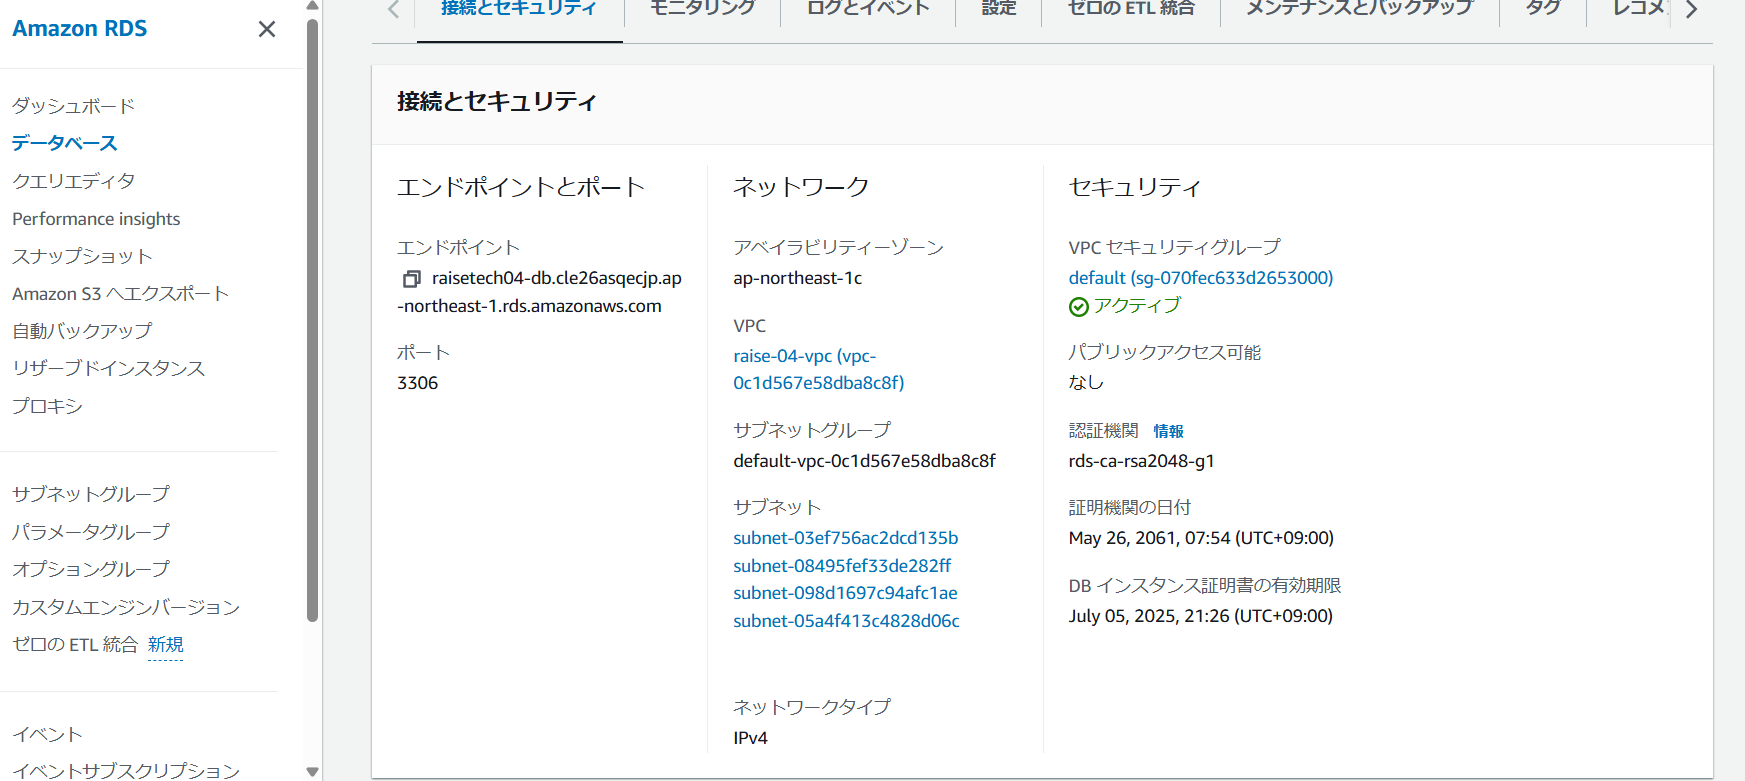 Amazon RDS
ダッシュボード
データベース
クエリエディタ
Performance insights
スナップショット
Amazon S3 へエクスポート
自動バックアップ
リザーブドインスタンス
プロキシ
サブネットグループ
パラメータグループ
オプショングループ
カスタムエンジンバージョン
ゼロの ETL 統合 新規
イベント
イベントサブスクリプション
接続とセキュリティ
モニタリング
ログとイベント
設定
ゼロの ETL 統合
メンテナンスとバックアップ
タグ
レコメ
接続とセキュリティ
エンドポイントとポート
エンドポイント
raisetech04-db.cle26asqecjp.ap
-northeast-1.rds.amazonaws.com
ポート
3306
ネットワーク
アベイラビリティーゾーン
ap-northeast-1c
VPC
raise-04-vpc (vpc-
0c1d567e58dba8c8f)
サブネットグループ
default-vpc-0c1d567e58dba8c8f
サブネット
subnet-03ef756ac2dcd135b
subnet-08495fef33de282ff
subnet-098d1697c94afc1ae
subnet-05a4f413c4828d06c
ネットワークタイプ
IPv4
セキュリティ
VPC セキュリティグループ
default (sg-070fec633d2653000)
アクティブ
パブリックアクセス可能
なし
認証機関 情報
rds-ca-rsa2048-g1
証明機関の日付
May 26, 2061, 07:54 (UTC+09:00)
DB インスタンス証明書の有効期限
July 05, 2025, 21:26 (UTC+09:00)